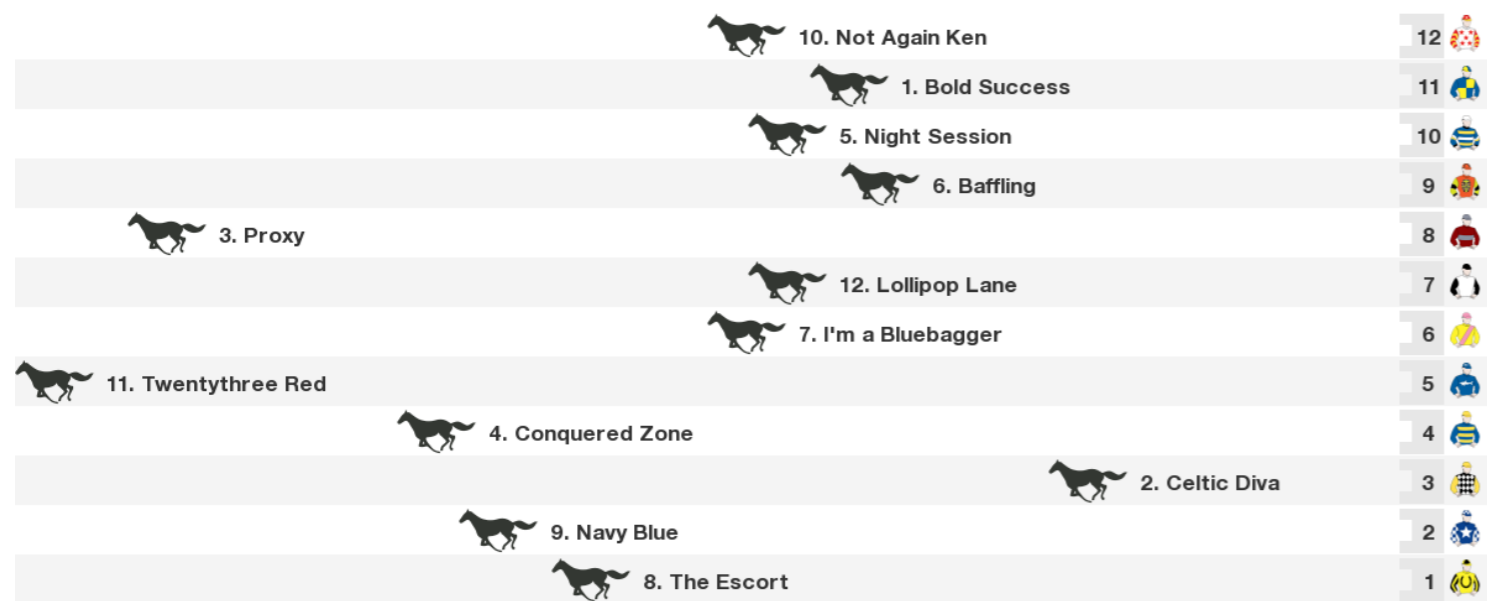 10. Not Again Ken 12
1. Bold Success 11
5. Night Session 10
6. Baffling 9
3. Proxy 8
12. Lollipop Lane 7
7. I'm a Bluebagger 6
11. Twentythree Red 5
4. Conquered Zone 4
2. Celtic Diva 3
9. Navy Blue 2
8. The Escort 1